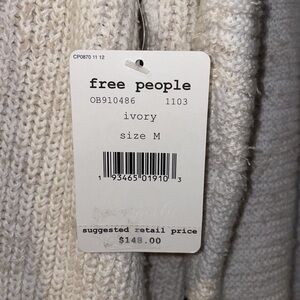 CP0870 11 12
free people
OB910486 1103
ivory
size M
1 93465 01910 3
suggested retail price
$148.00